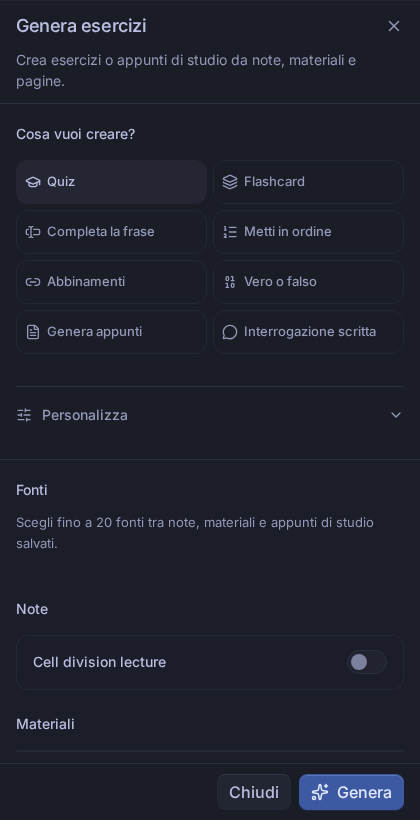 Genera esercizi
Crea esercizi o appunti di studio da note, materiali e
pagine.
Cosa vuoi creare?
Quiz
Flashcard
Completa la frase
Metti in ordine
Abbinamenti
Vero o falso
Genera appunti
Interrogazione scritta
Personalizza
Fonti
Scegli fino a 20 fonti tra note, materiali e appunti di studio
salvati.
Note
Cell division lecture
Materiali
Chiudi
Genera